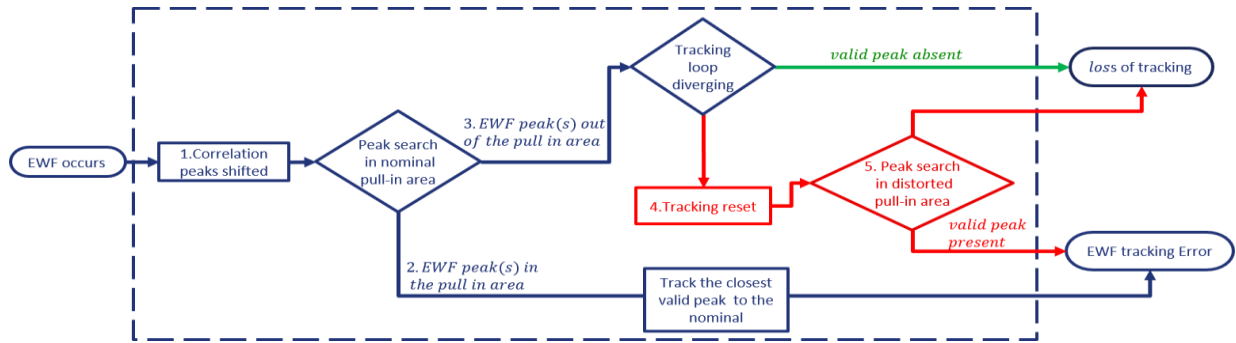 EWF occurs
1.Correlation
peaks shifted
Peak search
in nominal
pull-in area
3.EWF peak(s) out
of the pull in area
2.EWF peak(s) in
the pull in area
Tracking
loop
diverging
valid peak absent
loss of tracking
4.Tracking reset
5. Peak search
in distorted
pull-in area
valid peak
present
EWF tracking Error
Track the closest
valid peak to the
nominal